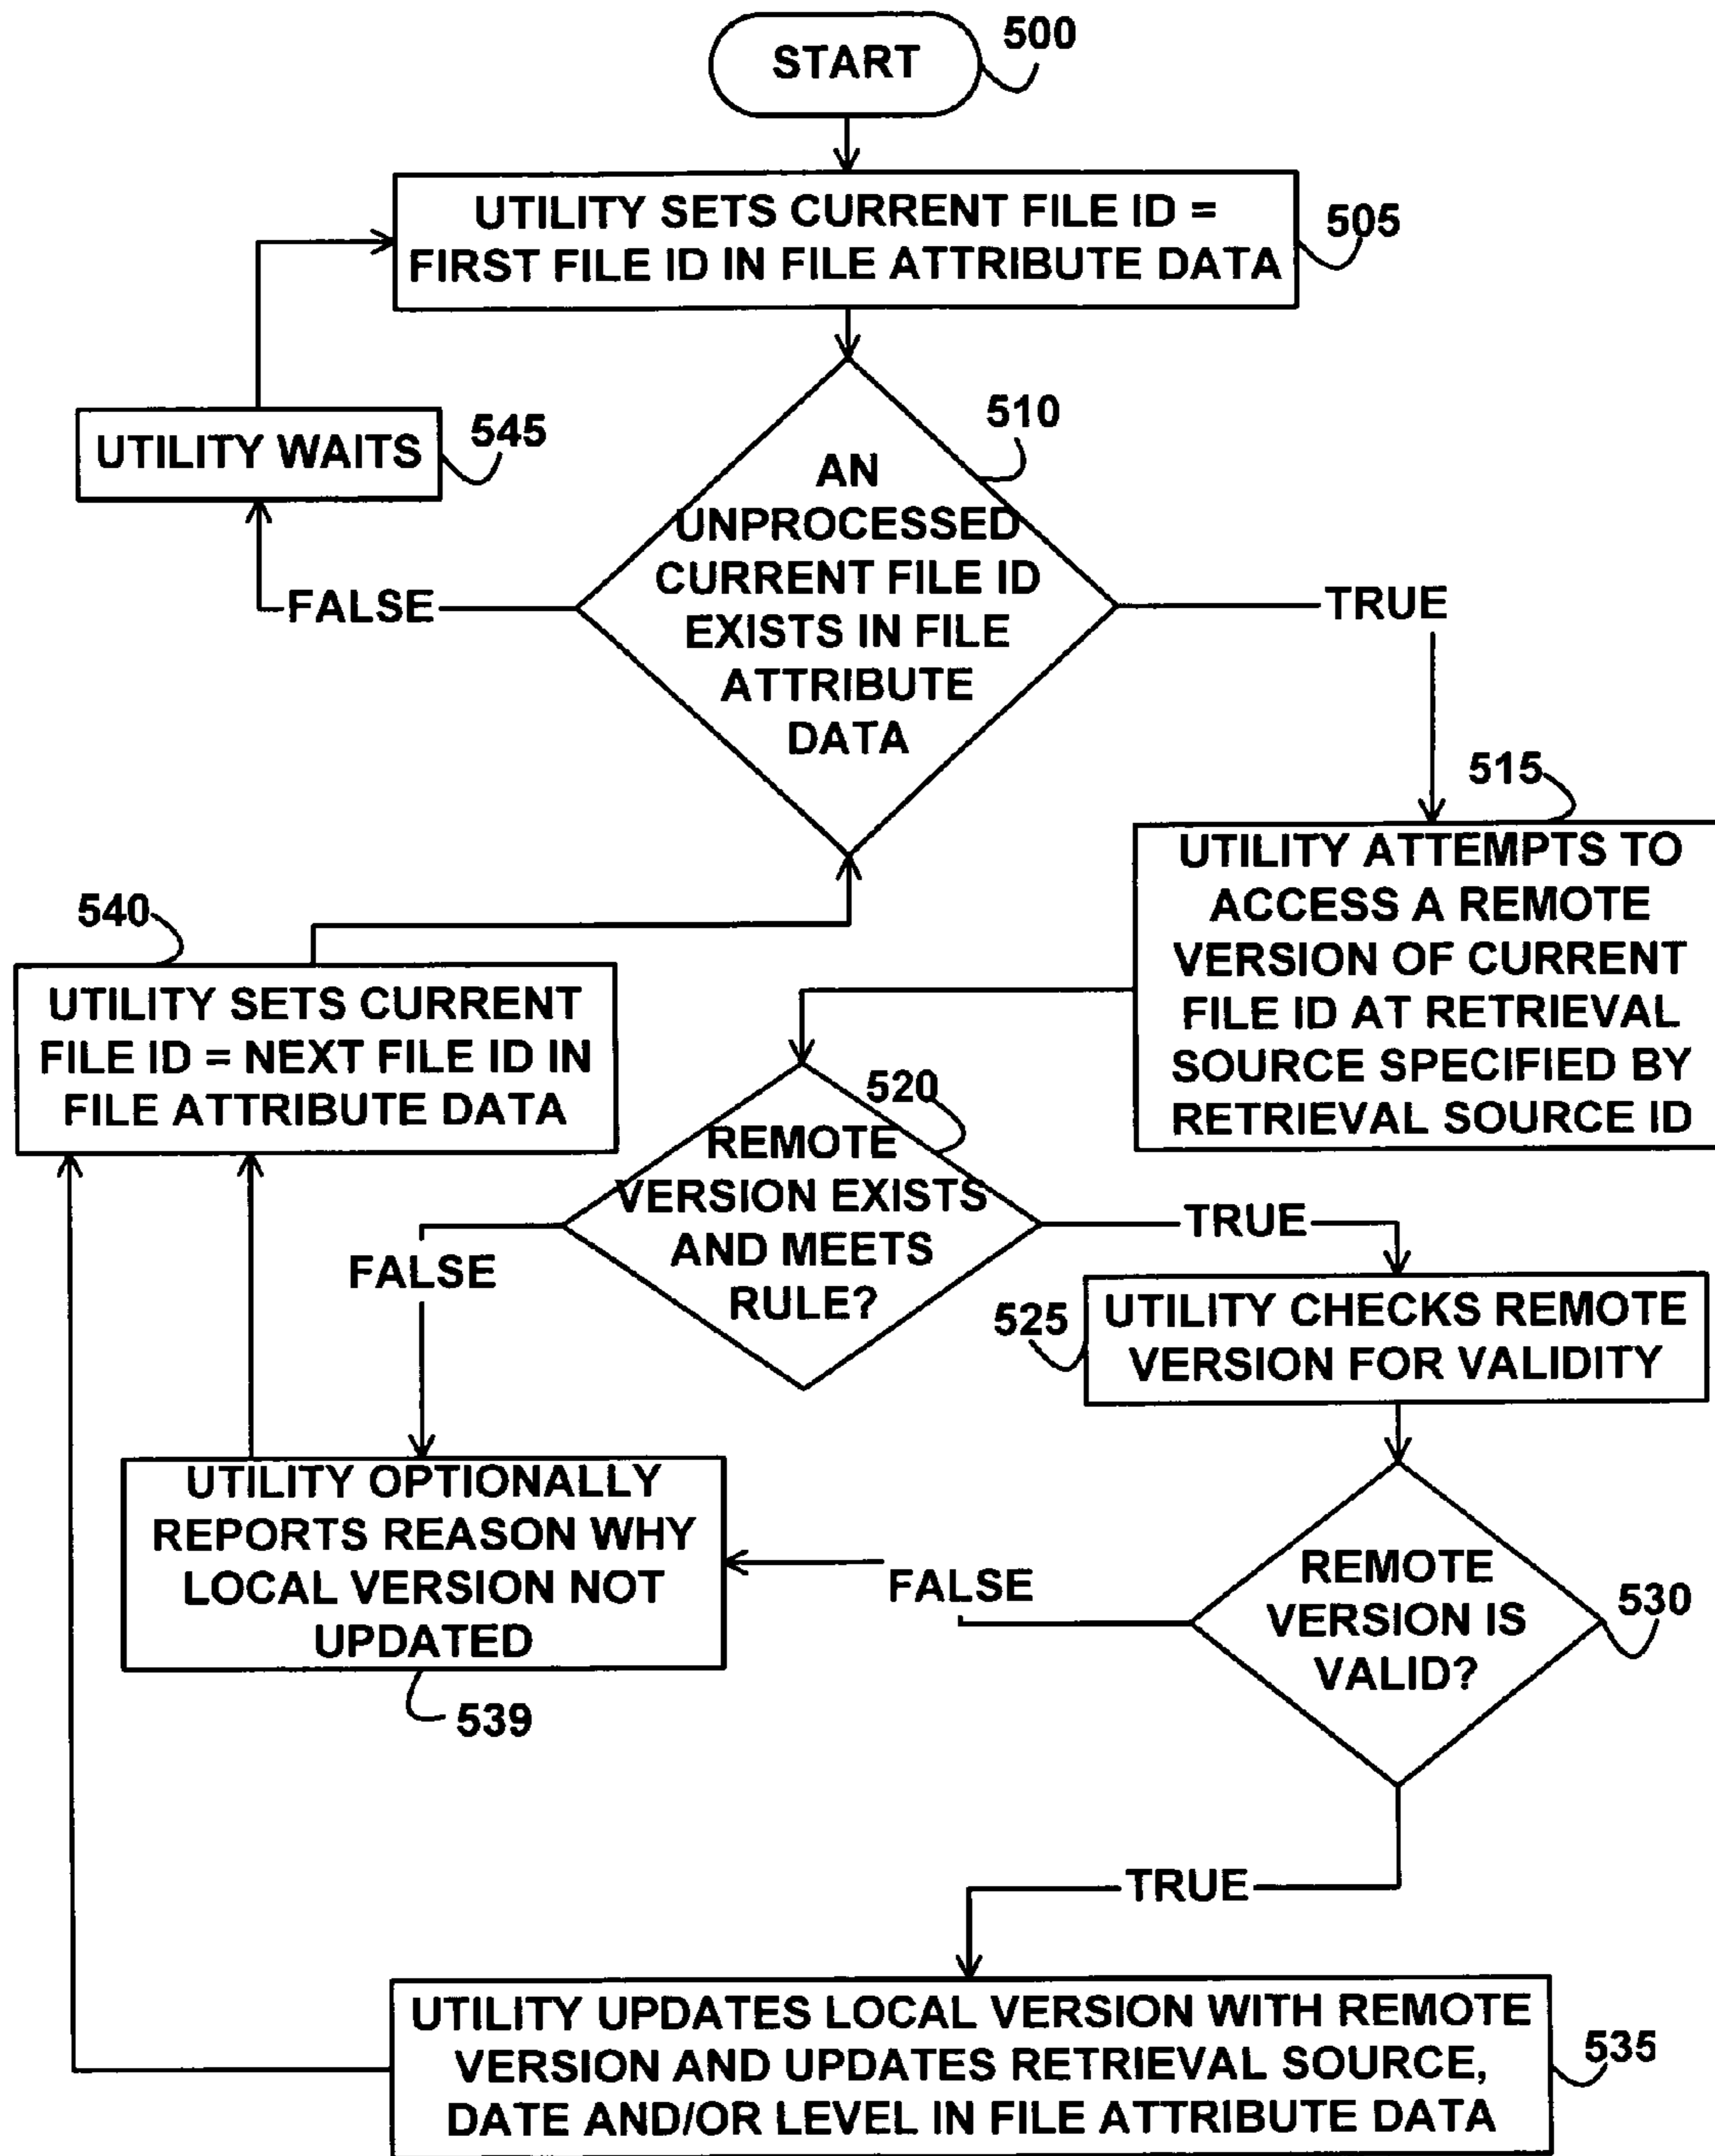 START
500
UTILITY SETS CURRENT FILE ID =
FIRST FILE ID IN FILE ATTRIBUTE DATA
505
UTILITY WAITS
545
510
AN
UNPROCESSED
CURRENT FILE ID
EXISTS IN FILE
ATTRIBUTE
DATA
FALSE
TRUE
515
UTILITY ATTEMPTS TO
ACCESS A REMOTE
VERSION OF CURRENT
FILE ID AT RETRIEVAL
SOURCE SPECIFIED BY
RETRIEVAL SOURCE ID
540
UTILITY SETS CURRENT
FILE ID = NEXT FILE ID IN
FILE ATTRIBUTE DATA
520
REMOTE
VERSION EXISTS
AND MEETS
RULE?
FALSE
TRUE
525
UTILITY CHECKS REMOTE
VERSION FOR VALIDITY
UTILITY OPTIONALLY
REPORTS REASON WHY
LOCAL VERSION NOT
UPDATED
539
FALSE
REMOTE
VERSION IS
VALID?
530
TRUE
UTILITY UPDATES LOCAL VERSION WITH REMOTE
VERSION AND UPDATES RETRIEVAL SOURCE,
DATE AND/OR LEVEL IN FILE ATTRIBUTE DATA
535